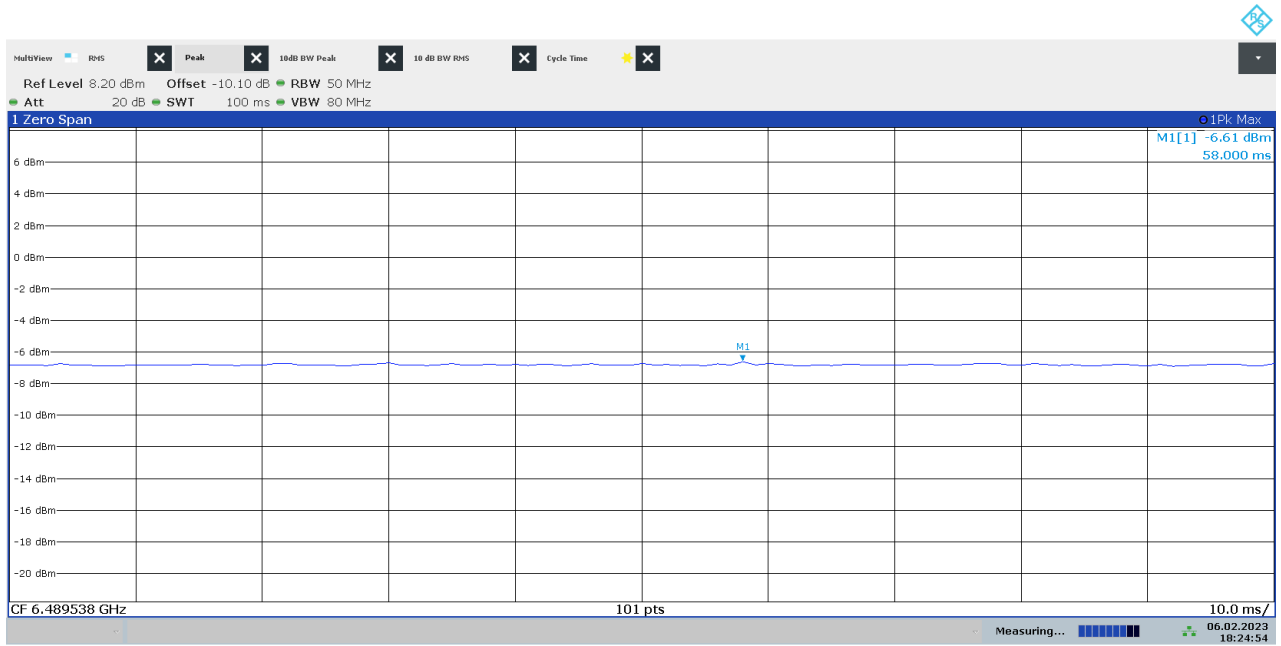 R&S
MultiView RMS Peak 10dB BW Peak 10 dB BW RMS Cycle Time
Ref Level 8.20 dBm Offset -10.10 dB RBW 50 MHz
Att 20 dB SWT 100 ms VBW 80 MHz
1 Zero Span 1Pk Max
M1[1] -6.61 dBm
58.000 ms
6 dBm
4 dBm
2 dBm
0 dBm
-2 dBm
-4 dBm
M1
-6 dBm
-8 dBm
-10 dBm
-12 dBm
-14 dBm
-16 dBm
-18 dBm
-20 dBm
CF 6.489538 GHz 101 pts 10.0 ms/
Measuring... 06.02.2023
18:24:54